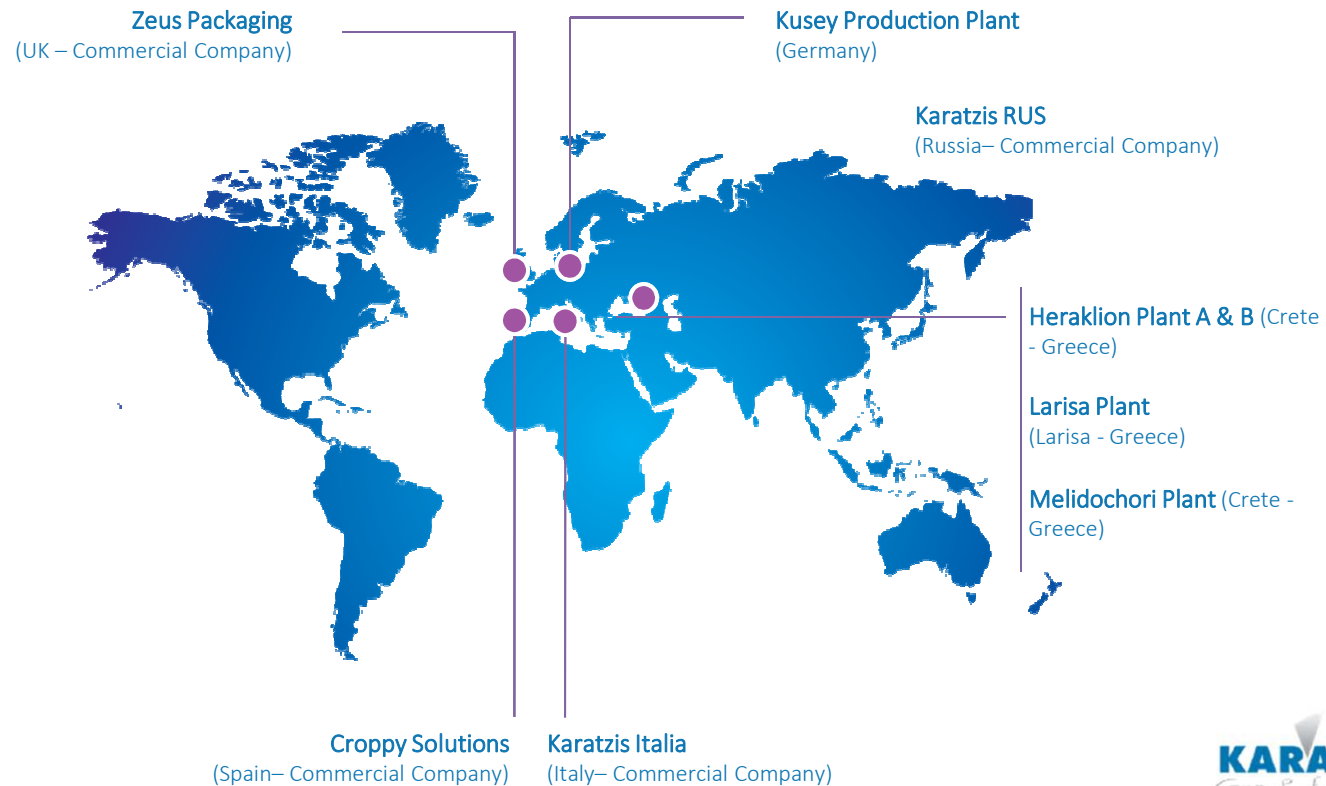 Zeus Packaging
(UK – Commercial Company)
Kusey Production Plant
(Germany)
Karatzis RUS
(Russia– Commercial Company)
Heraklion Plant A & B (Crete
- Greece)
Larisa Plant
(Larisa - Greece)
Melidochori Plant (Crete -
Greece)
Croppy Solutions
(Spain– Commercial Company)
Karatzis Italia
(Italy– Commercial Company)
KARA